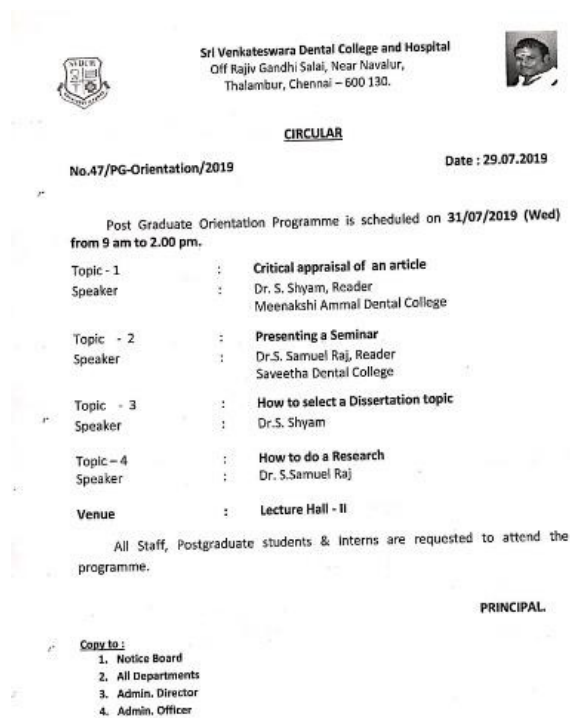 SVDCH
Sri Venkateswara Dental College and Hospital
Off Rajiv Gandhi Salai, Near Navalur,
Thalambur, Chennai – 600 130.
CIRCULAR
No.47/PG-Orientation/2019 Date : 29.07.2019
Post Graduate Orientation Programme is scheduled on 31/07/2019 (Wed)
from 9 am to 2.00 pm.
Topic - 1 : Critical appraisal of an article
Speaker : Dr. S. Shyam, Reader
Meenakshi Ammal Dental College
Topic - 2 : Presenting a Seminar
Speaker : Dr.S. Samuel Raj, Reader
Saveetha Dental College
Topic - 3 : How to select a Dissertation topic
Speaker : Dr.S. Shyam
Topic – 4 : How to do a Research
Speaker : Dr. S.Samuel Raj
Venue : Lecture Hall - II
All Staff, Postgraduate students & Interns are requested to attend the
programme.
PRINCIPAL.
Copy to :
1. Notice Board
2. All Departments
3. Admin. Director
4. Admin. Officer